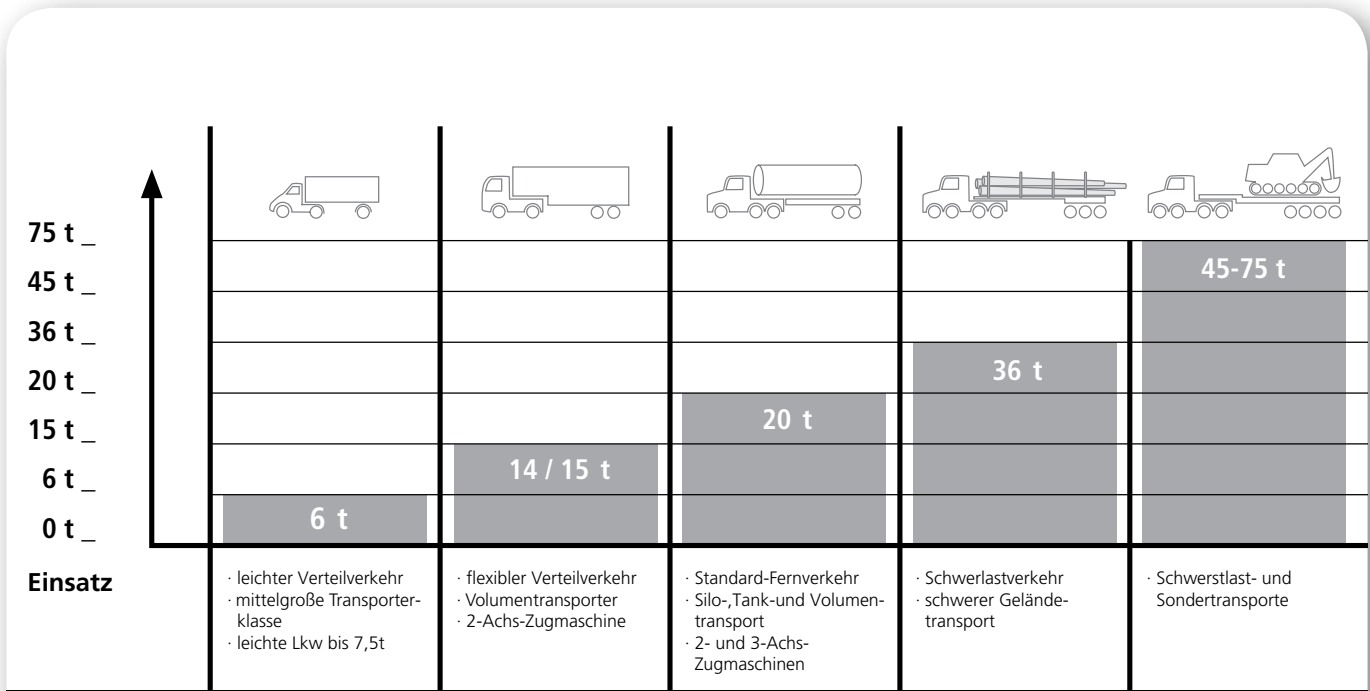 75 t _
45 t _
36 t _
20 t _
15 t _
6 t _
0 t _
45-75 t
36 t
20 t
14 / 15 t
6 t
Einsatz
· leichter Verteilverkehr
· mittelgroße Transporter-
klasse
· leichte Lkw bis 7,5t
· flexibler Verteilverkehr
· Volumentransporter
· 2-Achs-Zugmaschine
· Standard-Fernverkehr
· Silo-,Tank-und Volumen-
transport
· 2- und 3-Achs-
Zugmaschinen
· Schwerlastverkehr
· schwerer Gelände-
transport
· Schwerstlast- und
Sondertransporte